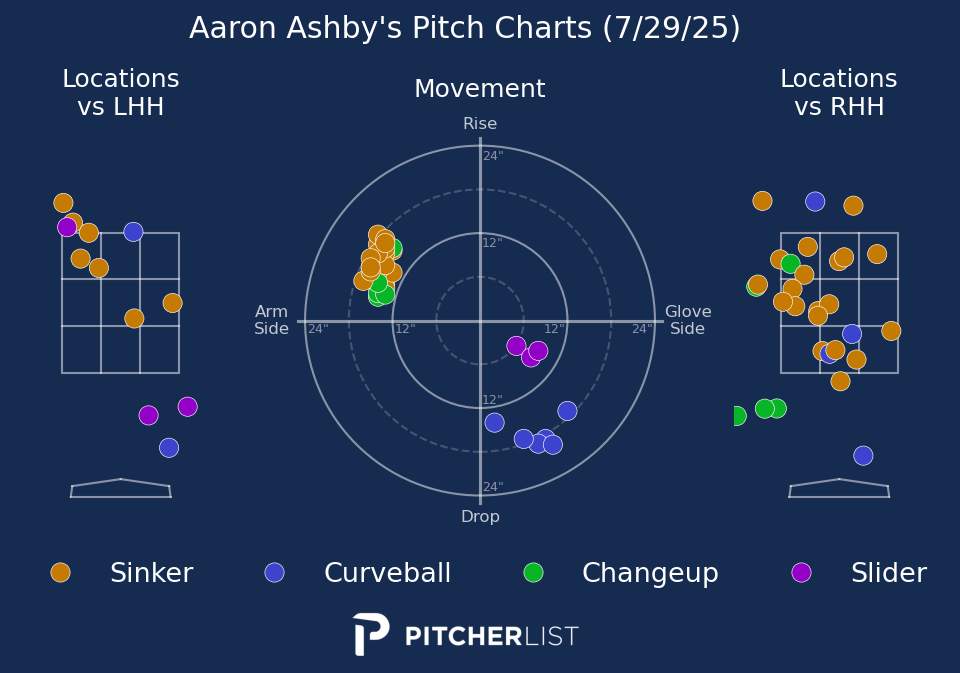 Aaron Ashby's Pitch Charts (7/29/25)
Locations
vs LHH
Movement
Locations
vs RHH
Rise
24"
12"
Arm
Side
24"
12"
12"
24"
Glove
Side
12"
24"
Drop
Sinker
Curveball
Changeup
Slider
PITCHERLIST